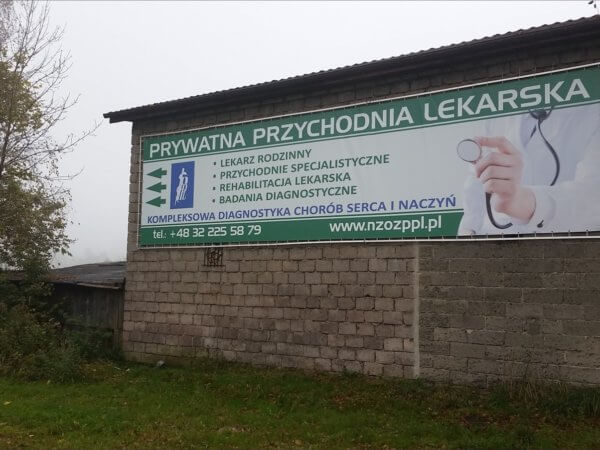 PRYWATNA PRZYCHODNIA LEKARSKA
• LEKARZ RODZINNY
• PRZYCHODNIE SPECJALISTYCZNE
• REHABILITACJA LEKARSKA
• BADANIA DIAGNOSTYCZNE
KOMPLEKSOWA DIAGNOSTYKA CHORÓB SERCA I NACZYŃ
tel.: +48 32 225 58 79 www.nzozppl.pl